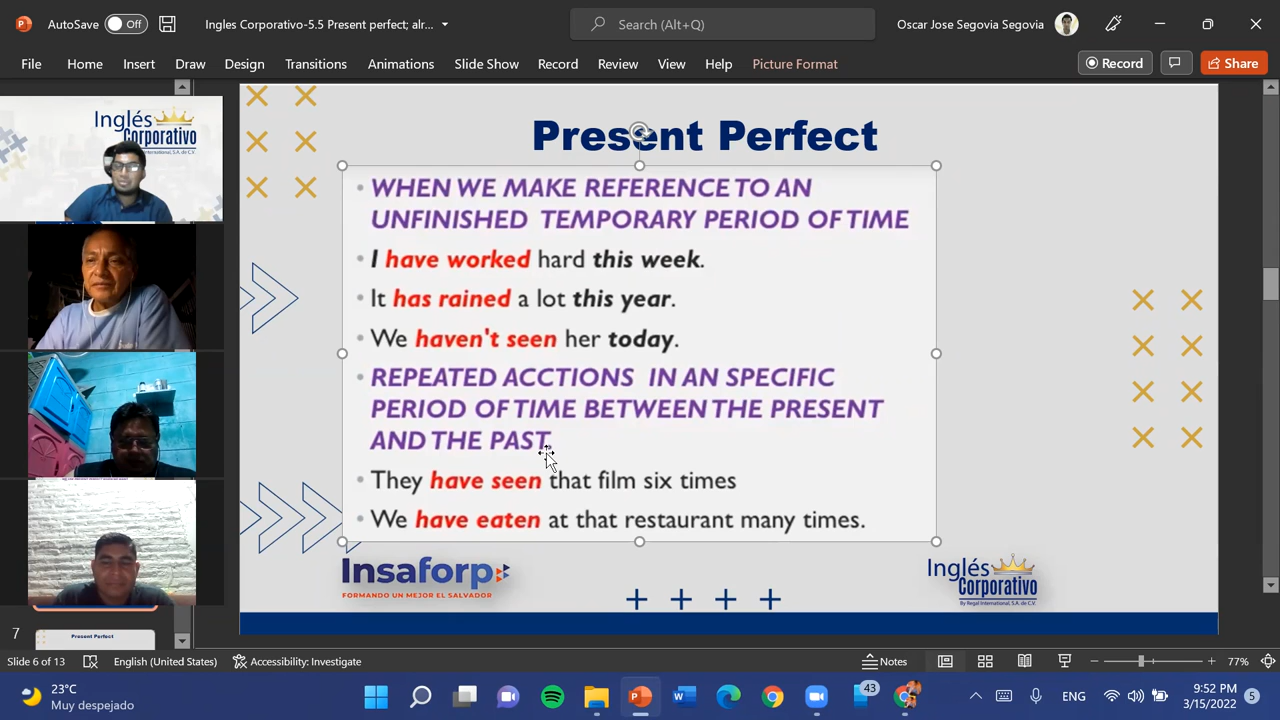 AutoSave Off Ingles Corporativo-5.5 Present perfect; alr... Search (Alt+Q) Oscar Jose Segovia Segovia
File Home Insert Draw Design Transitions Animations Slide Show Record Review View Help Picture Format Record Share
Inglés
Corporativo
Present Perfect
• WHEN WE MAKE REFERENCE TO AN
UNFINISHED TEMPORARY PERIOD OF TIME
• I have worked hard this week.
• It has rained a lot this year.
• We haven't seen her today.
• REPEATED ACCTIONS IN AN SPECIFIC
PERIOD OF TIME BETWEEN THE PRESENT
AND THE PAST
• They have seen that film six times
• We have eaten at that restaurant many times.
Insaforp
FORMANDO UN MEJOR EL SALVADOR
Inglés
Corporativo
By Regal International, S.A. de C.V.
7
Present Perfect
Slide 6 of 13 English (United States) Accessibility: Investigate Notes 77%
23°C
Muy despejado
43
ENG
9:52 PM
3/15/2022
5